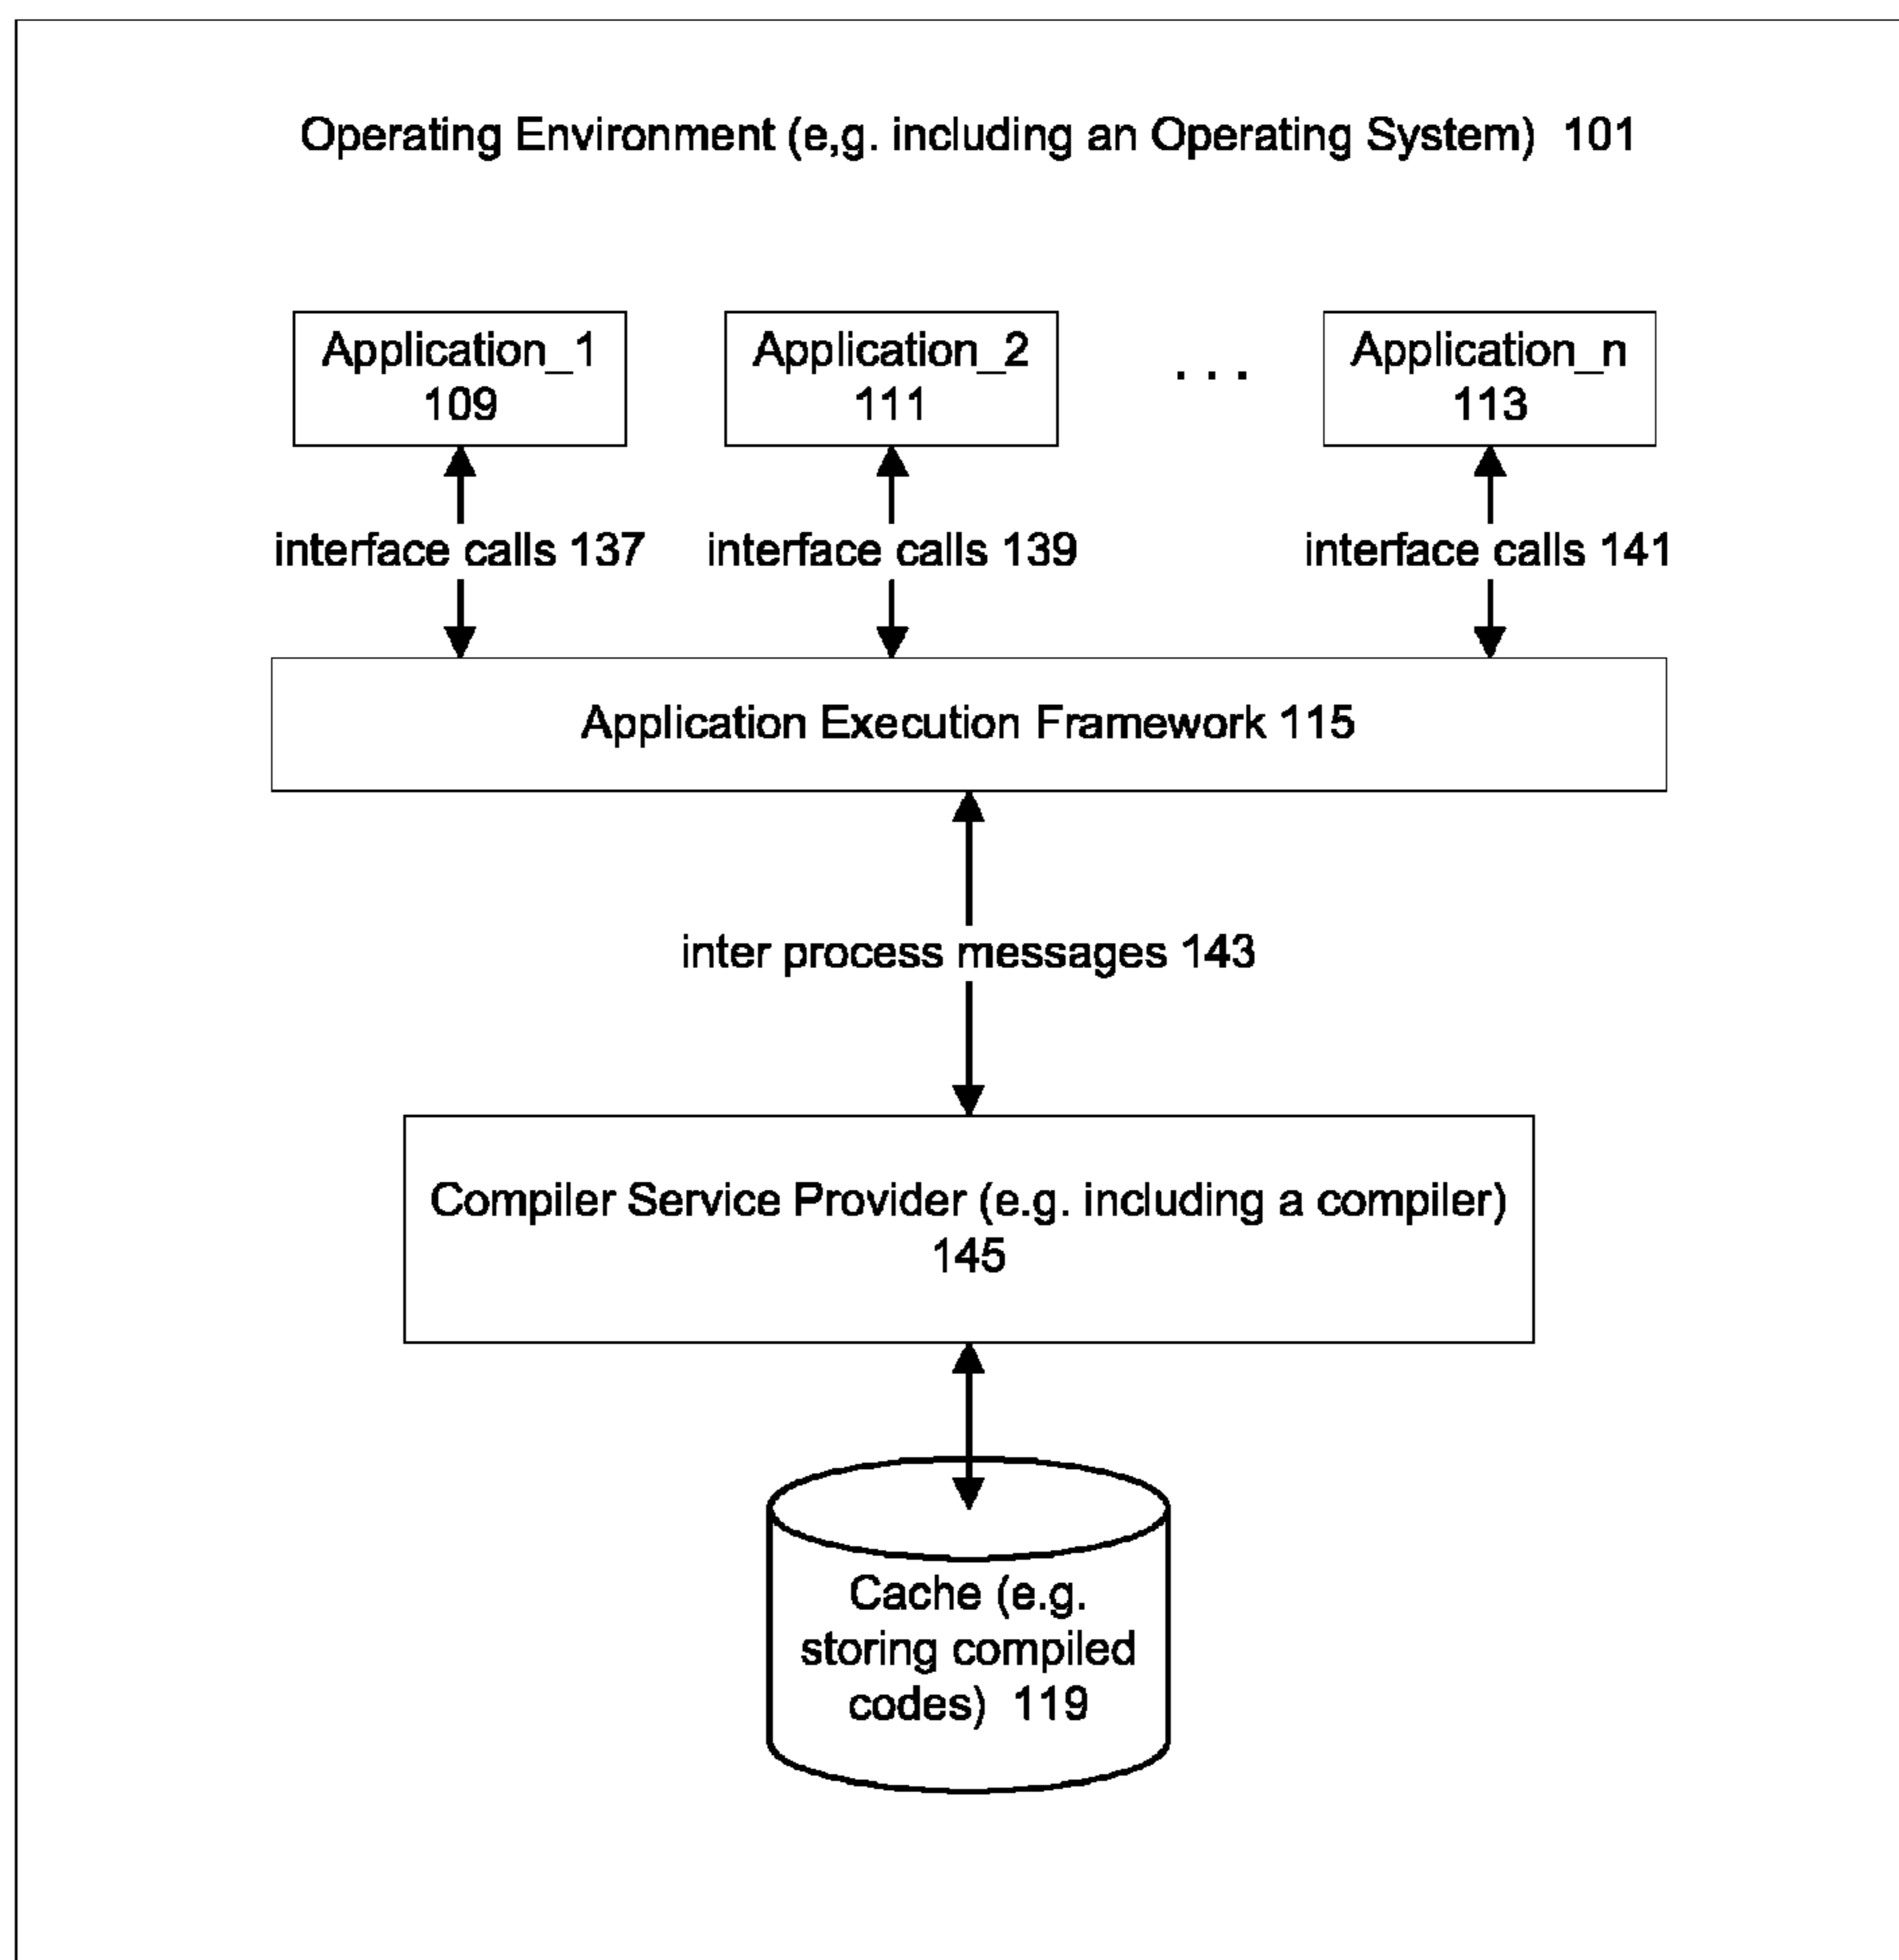 Operating Environment (e,g. including an Operating System) 101
Application_1
109
Application_2
111
. . .
Application_n
113
interface calls 137
interface calls 139
interface calls 141
Application Execution Framework 115
inter process messages 143
Compiler Service Provider (e.g. including a compiler)
145
Cache (e.g.
storing compiled
codes) 119